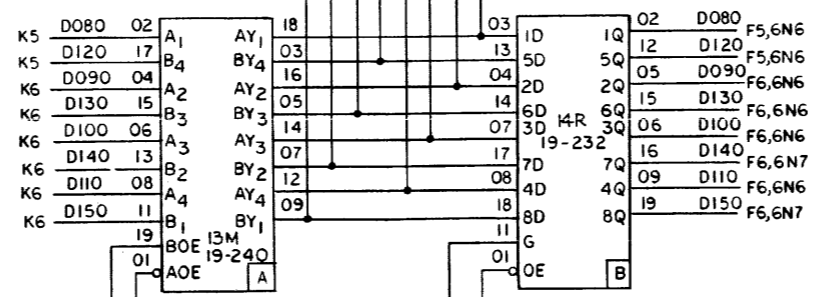 K5 D080 02 A1 AY1 18 03 1D 1Q 02 D080 F5,6N6
K5 D120 17 B4 BY4 03 13 5D 5Q 12 D120 F5,6N6
K6 D090 04 A2 AY2 16 04 2D 2Q 05 D090 F6,6N6
K6 D130 15 B3 BY3 05 14 6D 6Q 15 D130 F6,6N6
K6 D100 06 A3 AY3 14 07 3D 3Q 06 D100 F6,6N6
K6 D140 13 B2 BY2 07 17 7D 7Q 16 D140 F6,6N7
K6 D110 08 A4 AY4 12 08 4D 4Q 09 D110 F6,6N6
K6 D150 11 B1 BY1 09 18 8D 8Q 19 D150 F6,6N7
14R
19-232
19 BOE 13M 11 G
19-240
01 AOE A 01 OE B